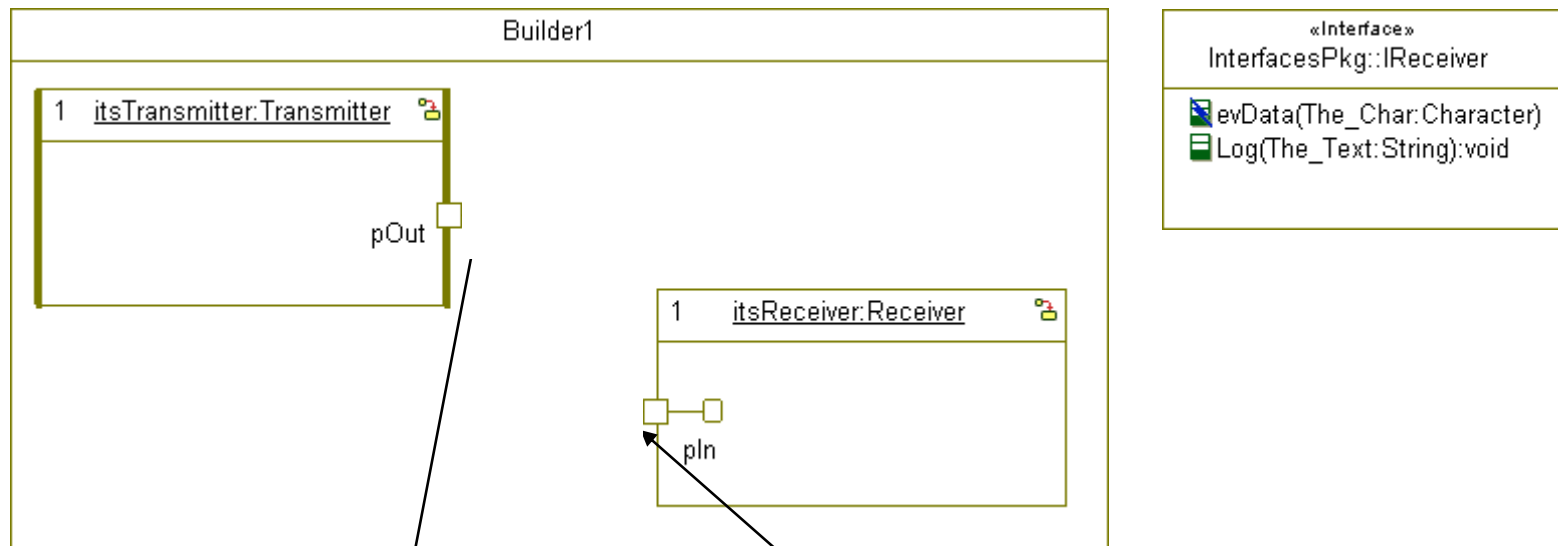 Builder1
1 itsTransmitter:Transmitter
pOut
1 itsReceiver:Receiver
pIn
«Interface»
InterfacesPkg::IReceiver
evData(The_Char:Character)
Log(The_Text:String):void